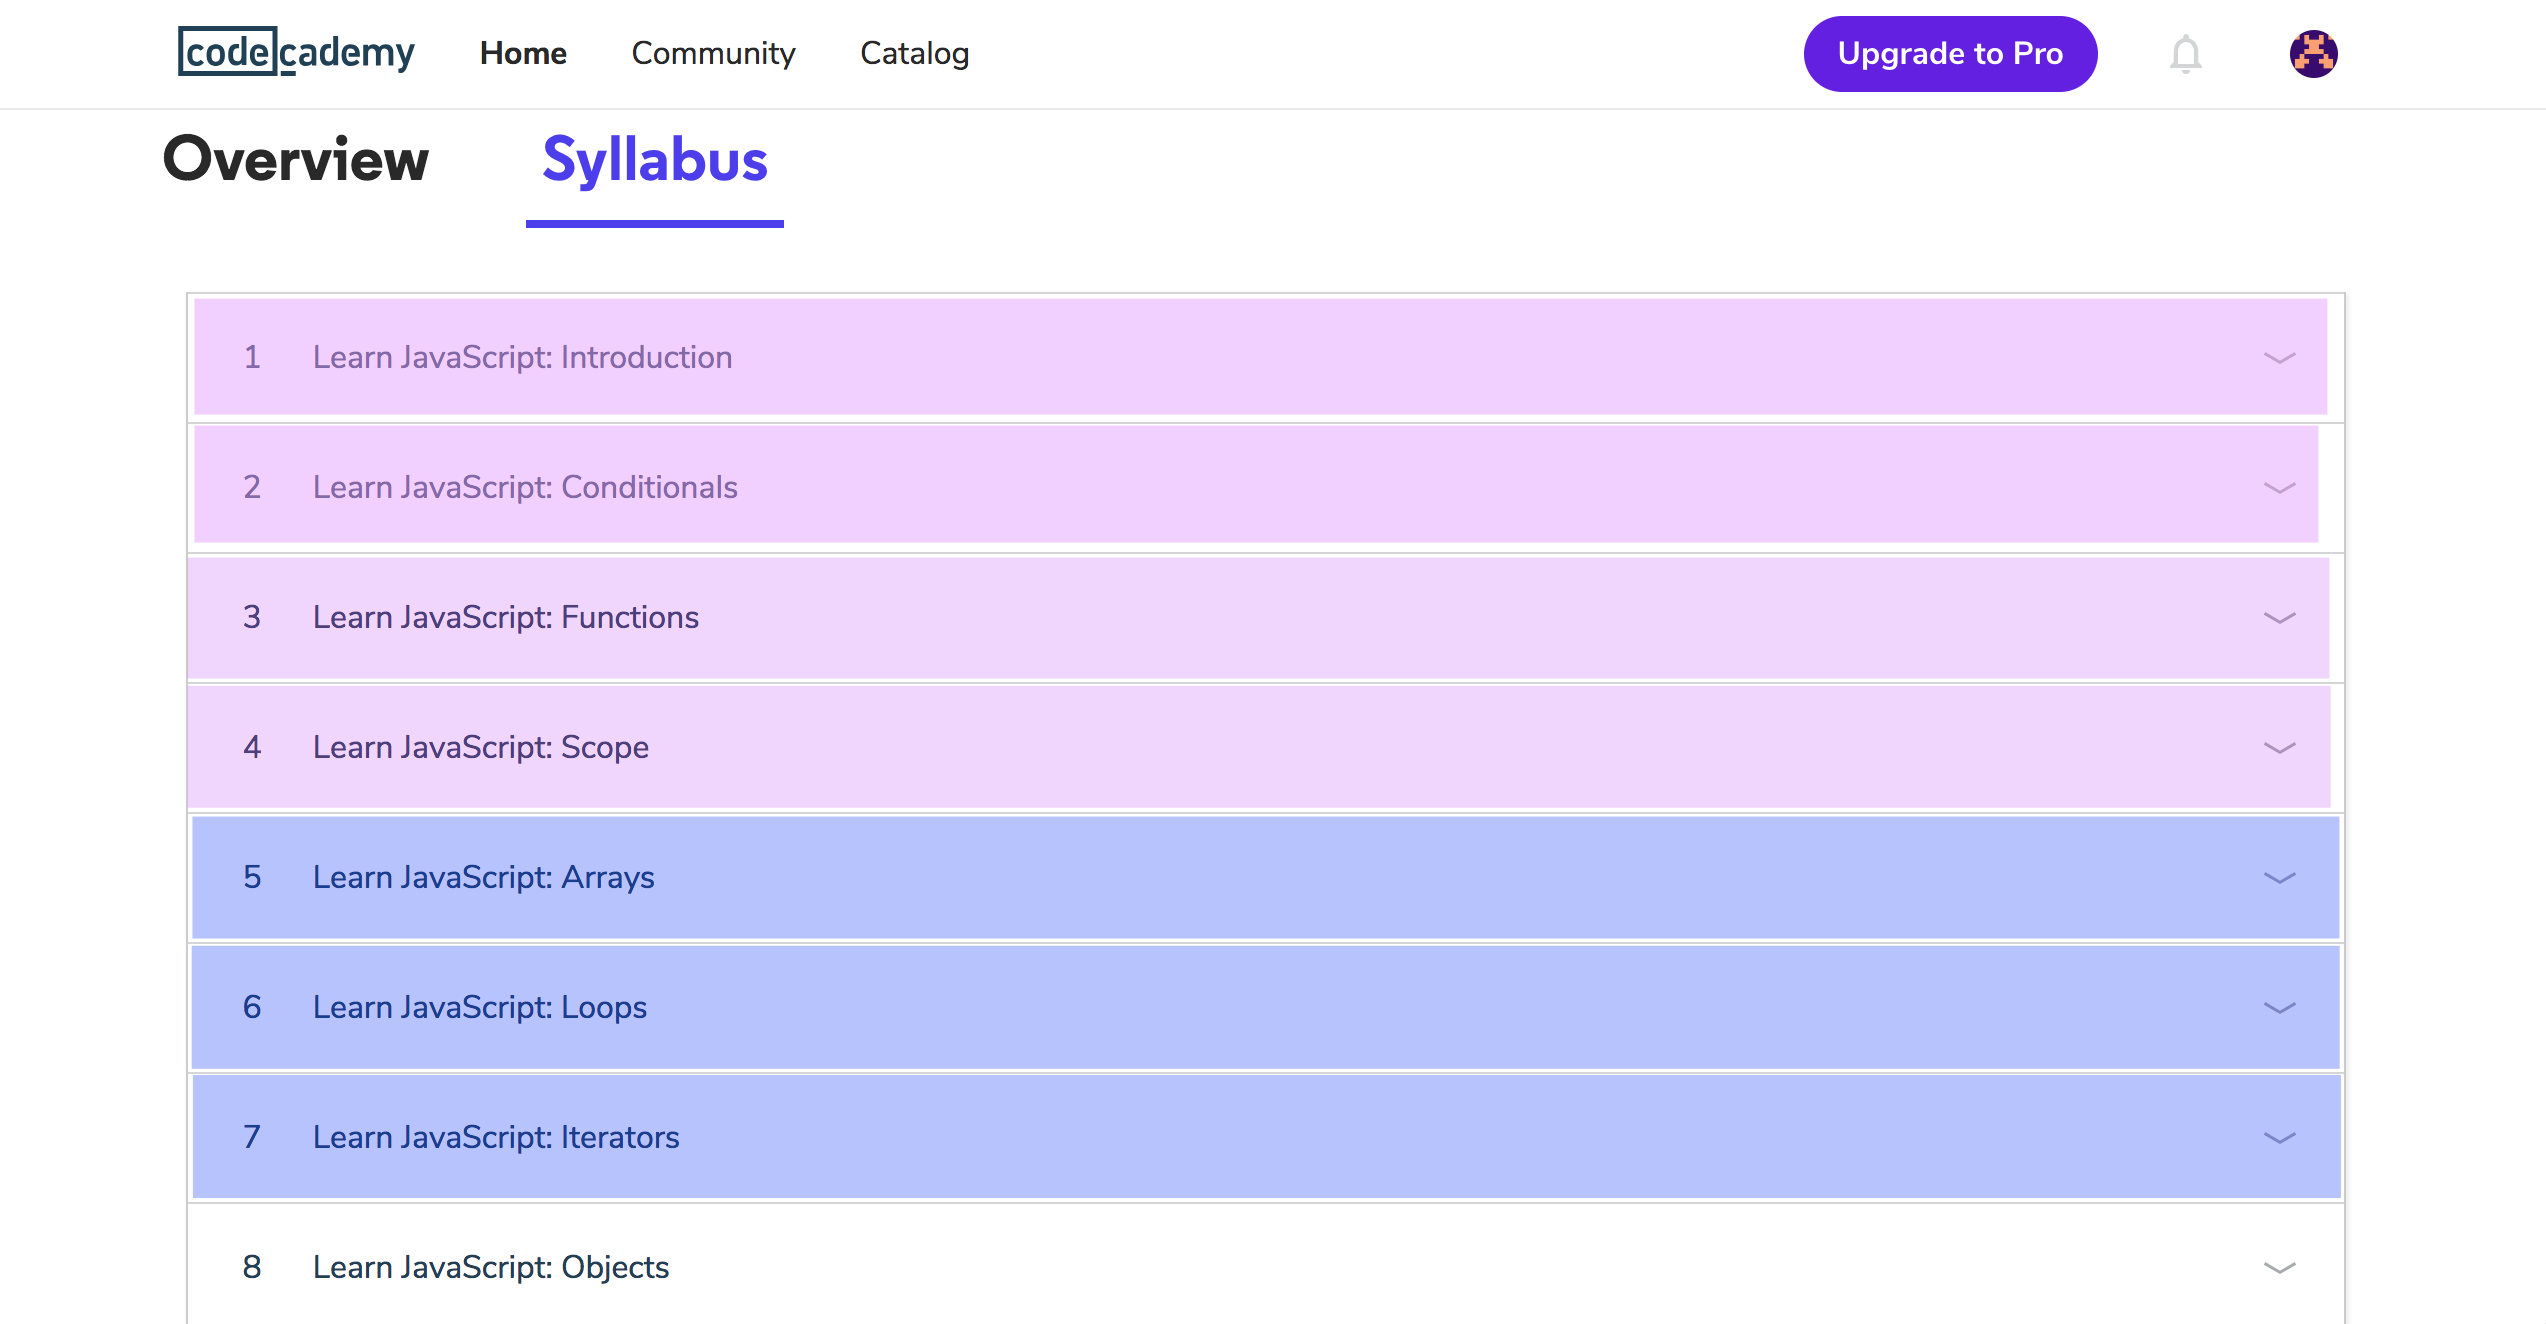 codecademy Home Community Catalog Upgrade to Pro
Overview Syllabus
1 Learn JavaScript: Introduction
2 Learn JavaScript: Conditionals
3 Learn JavaScript: Functions
4 Learn JavaScript: Scope
5 Learn JavaScript: Arrays
6 Learn JavaScript: Loops
7 Learn JavaScript: Iterators
8 Learn JavaScript: Objects